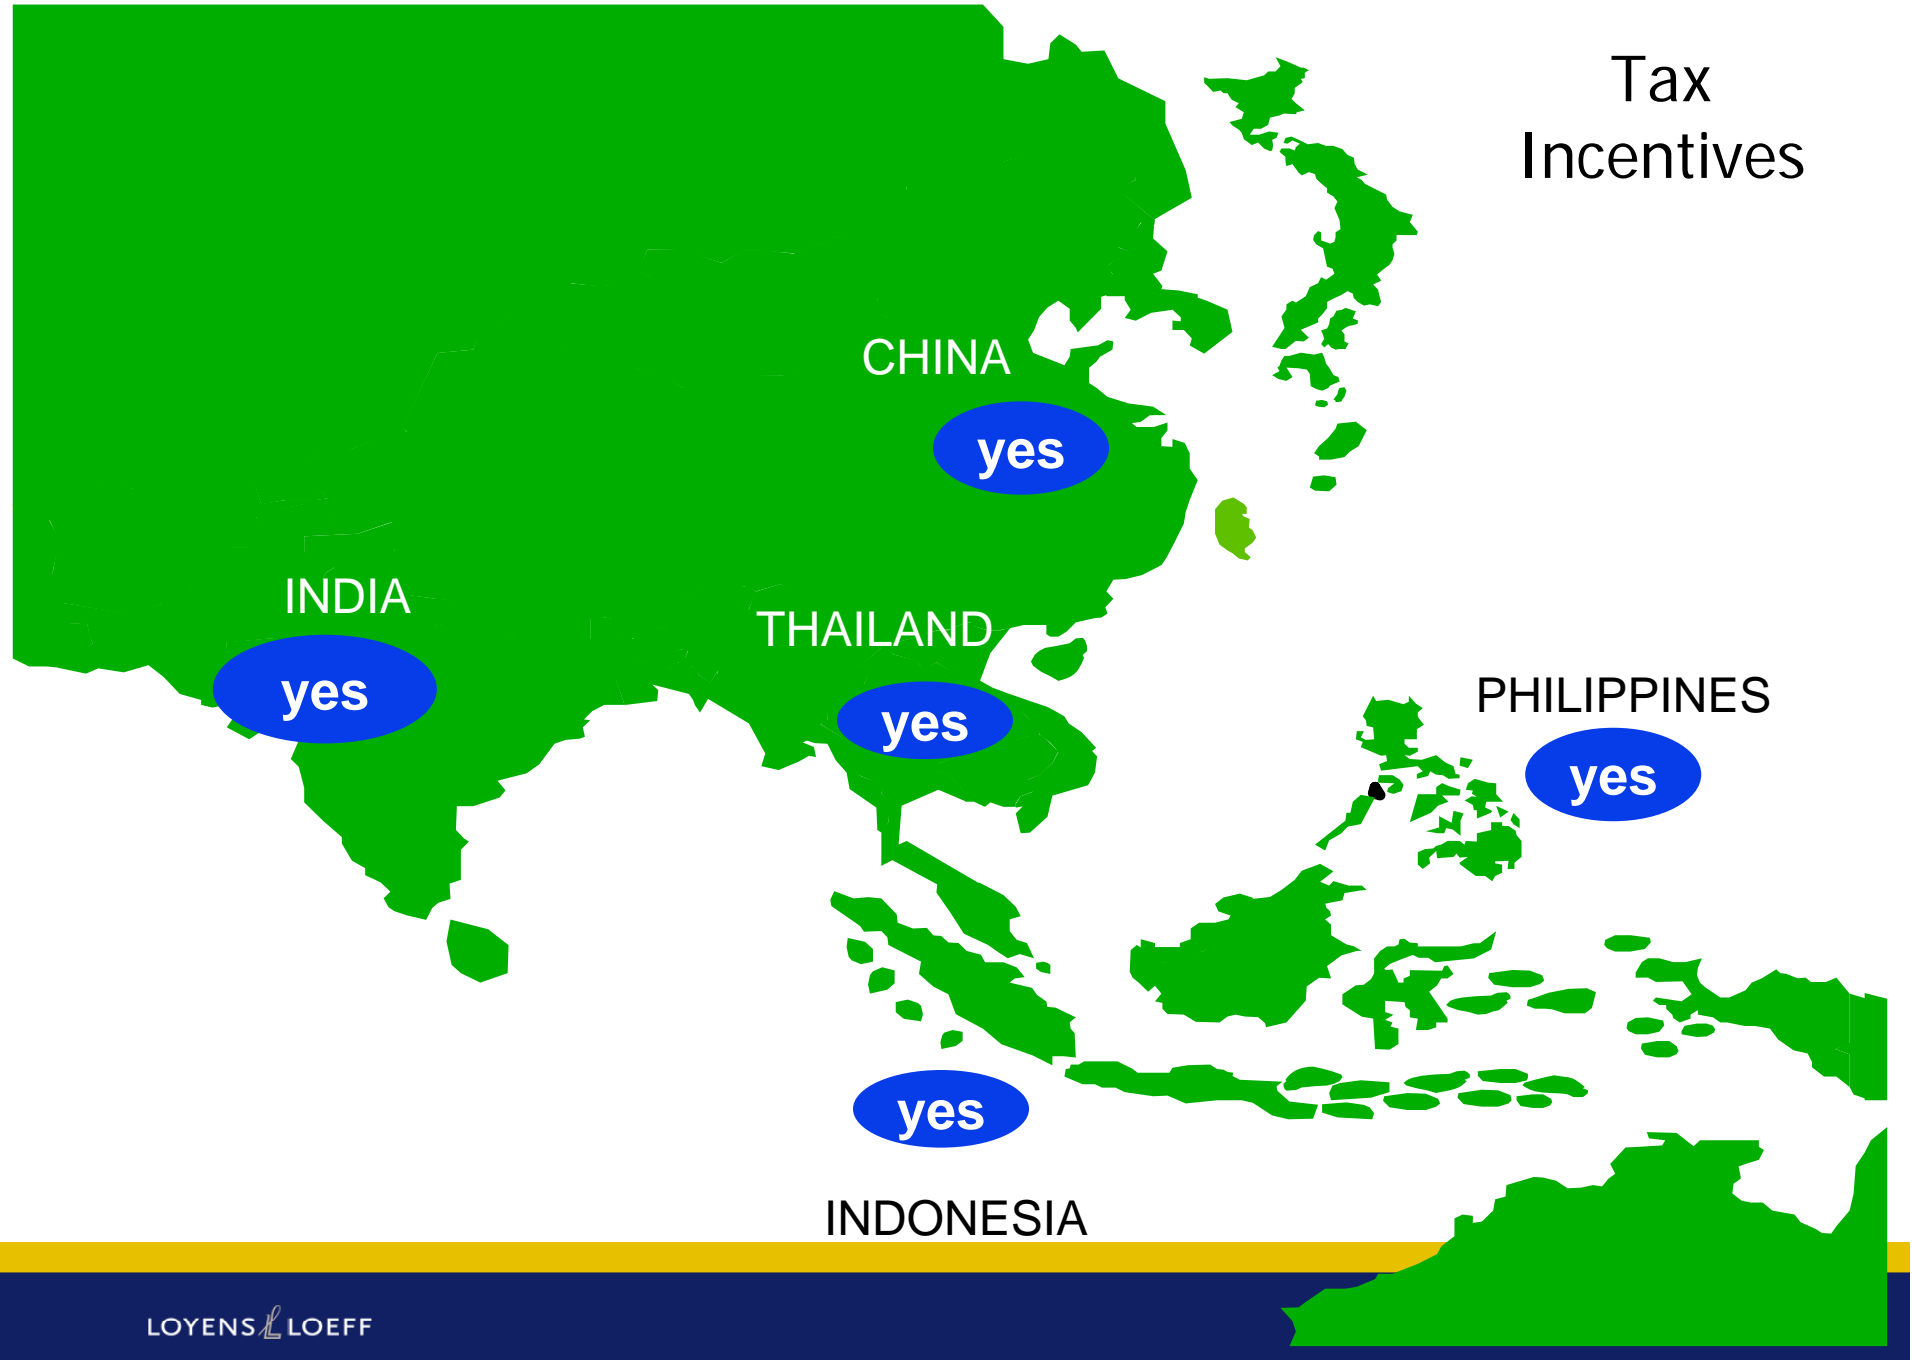 Tax
Incentives
CHINA
yes
INDIA
yes
THAILAND
yes
PHILIPPINES
yes
yes
INDONESIA
LOYENS LOEFF